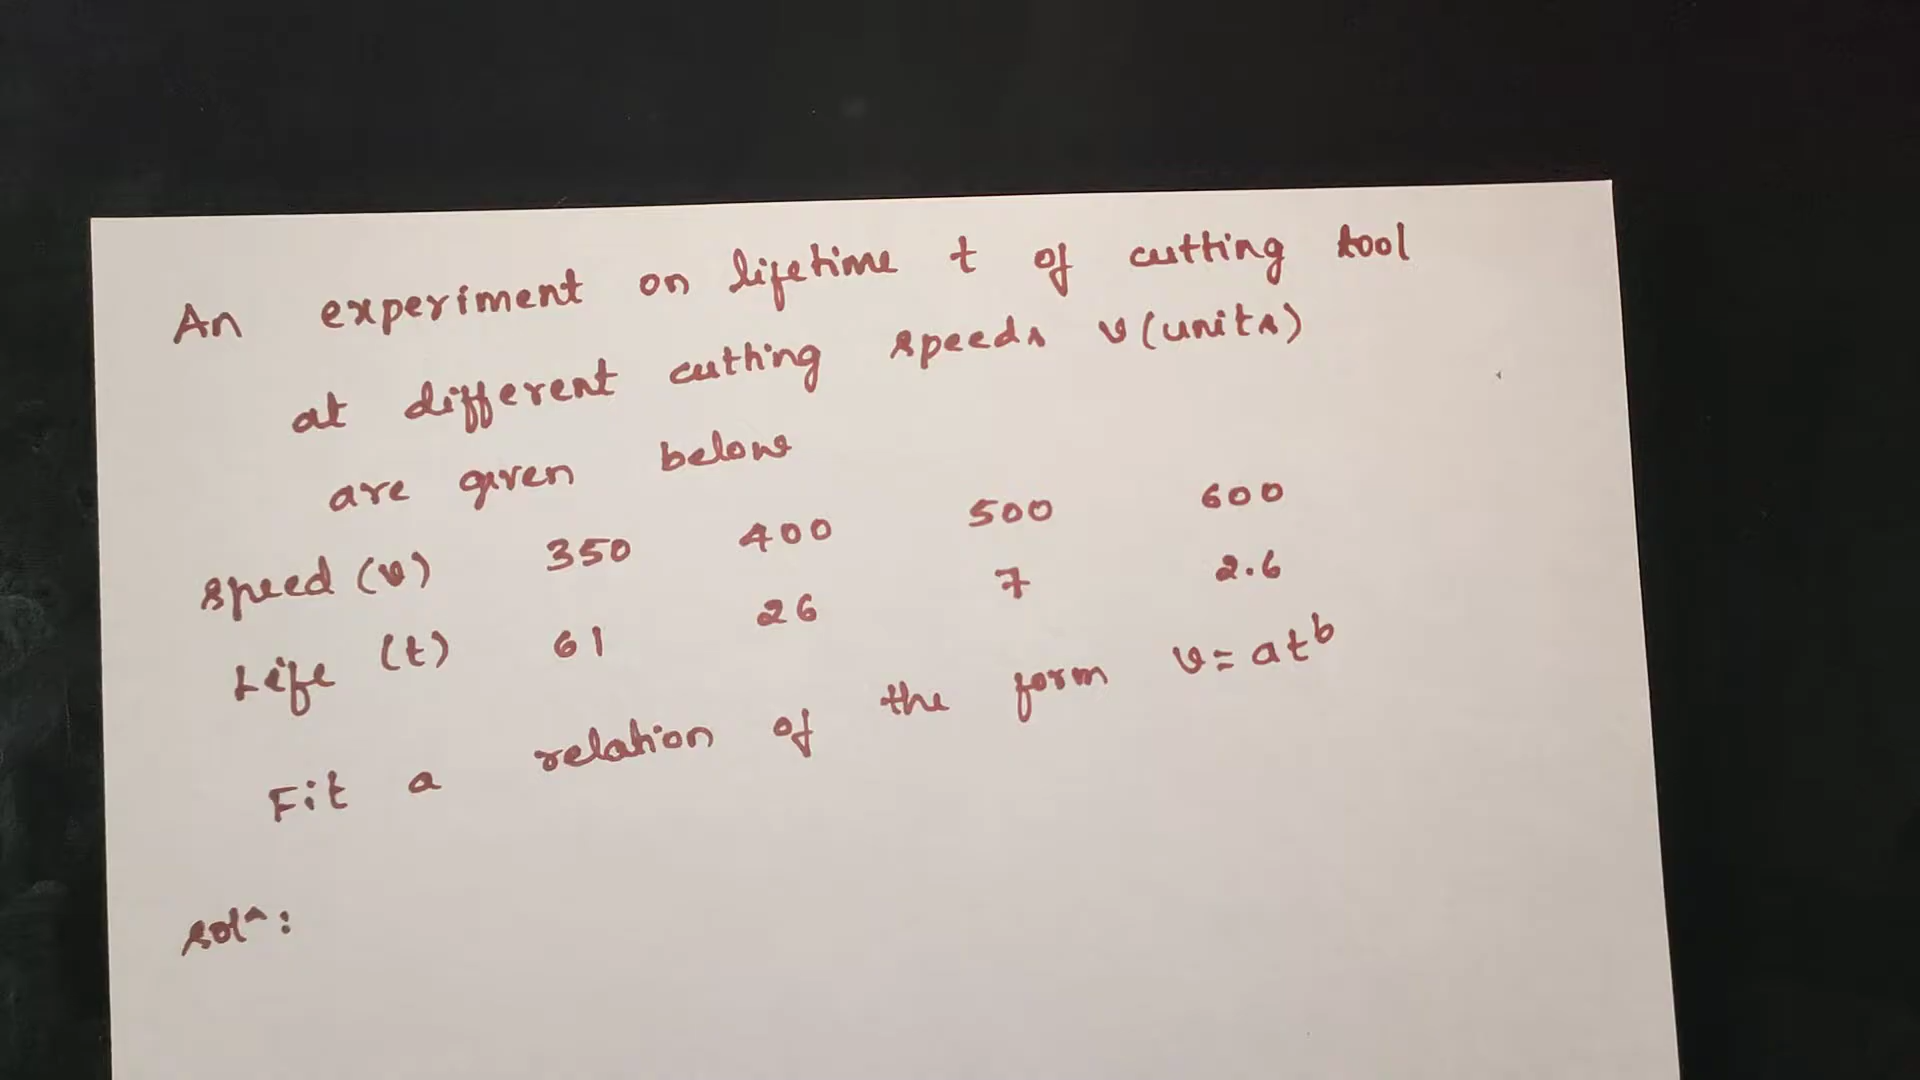 An experiment on lifetime t of cutting tool
at different cutting speeds v (units)
are given below
speed (v) 350 400 500 600
Life (t) 61 26 7 2.6
Fit a relation of the form v = at^b
solⁿ: